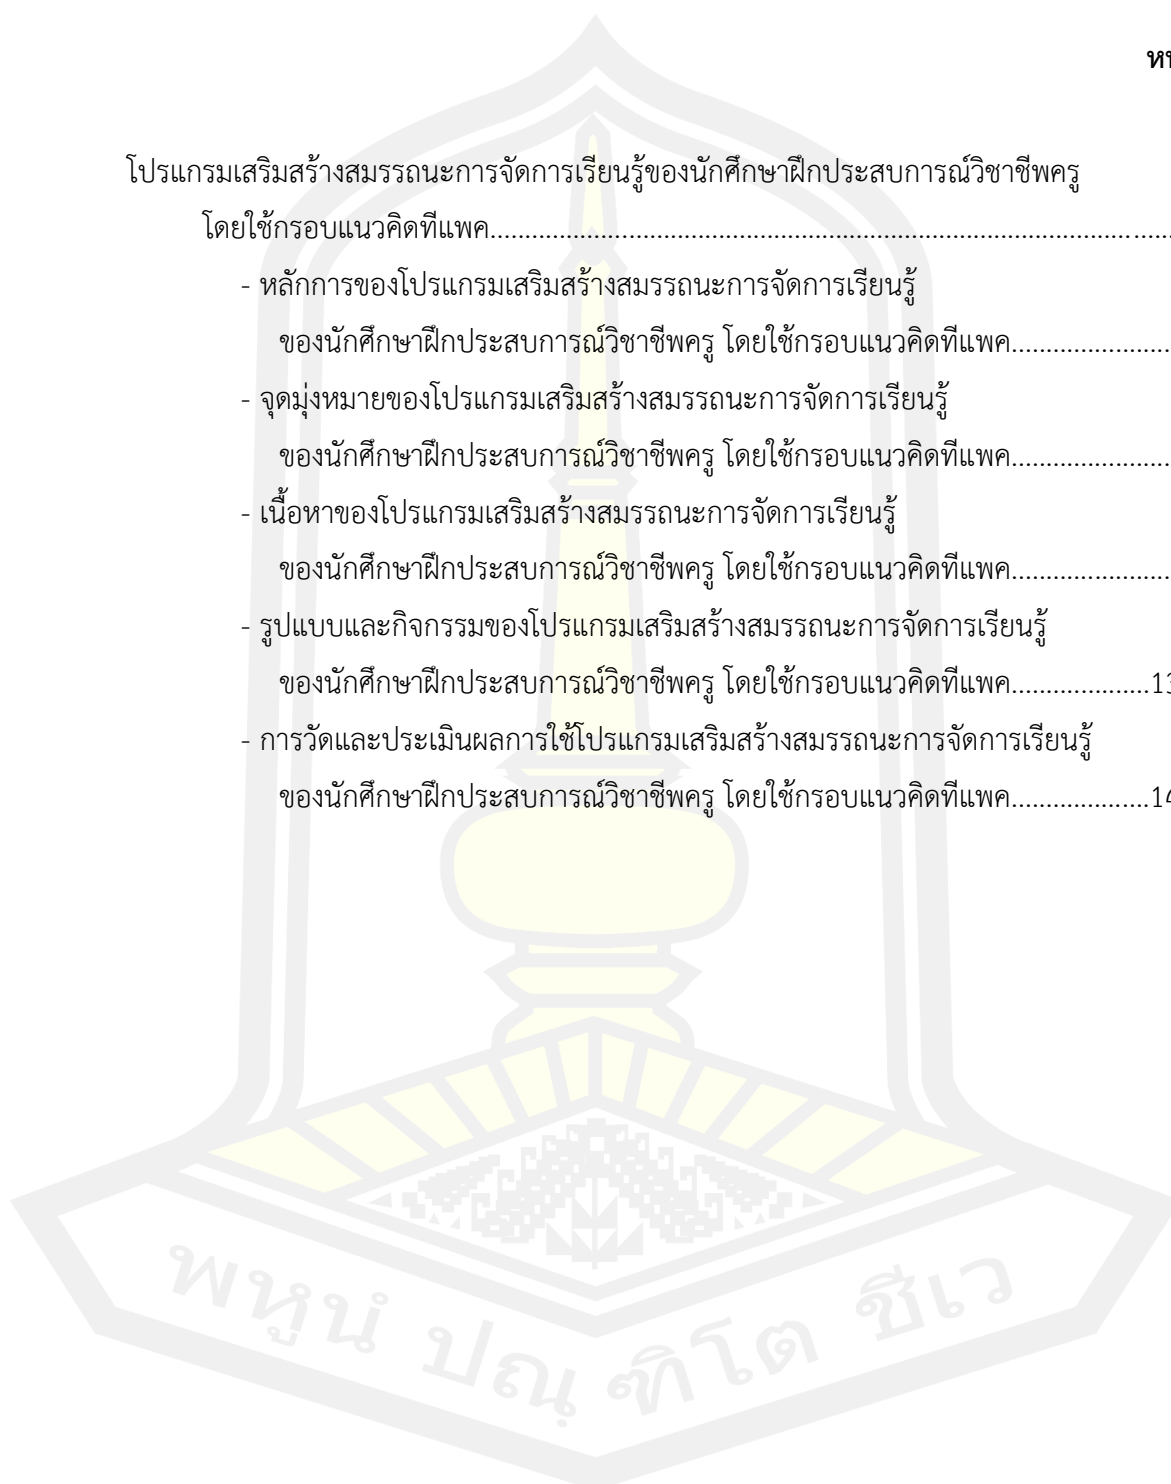 ห
โปรแกรมเสริมสร้างสมรรถนะการจัดการเรียนรู้ของนักศึกษาฝึกประสบการณ์วิชาชีพครู
โดยใช้กรอบแนวคิดทีแพค...............................................................................................
- หลักการของโปรแกรมเสริมสร้างสมรรถนะการจัดการเรียนรู้
ของนักศึกษาฝึกประสบการณ์วิชาชีพครู โดยใช้กรอบแนวคิดทีแพค.......................
- จุดมุ่งหมายของโปรแกรมเสริมสร้างสมรรถนะการจัดการเรียนรู้
ของนักศึกษาฝึกประสบการณ์วิชาชีพครู โดยใช้กรอบแนวคิดทีแพค.......................
- เนื้อหาของโปรแกรมเสริมสร้างสมรรถนะการจัดการเรียนรู้
ของนักศึกษาฝึกประสบการณ์วิชาชีพครู โดยใช้กรอบแนวคิดทีแพค.......................
- รูปแบบและกิจกรรมของโปรแกรมเสริมสร้างสมรรถนะการจัดการเรียนรู้
ของนักศึกษาฝึกประสบการณ์วิชาชีพครู โดยใช้กรอบแนวคิดทีแพค....................13
- การวัดและประเมินผลการใช้โปรแกรมเสริมสร้างสมรรถนะการจัดการเรียนรู้
ของนักศึกษาฝึกประสบการณ์วิชาชีพครู โดยใช้กรอบแนวคิดทีแพค....................14
พหูนํ ปณฺฑิโต ชีเว